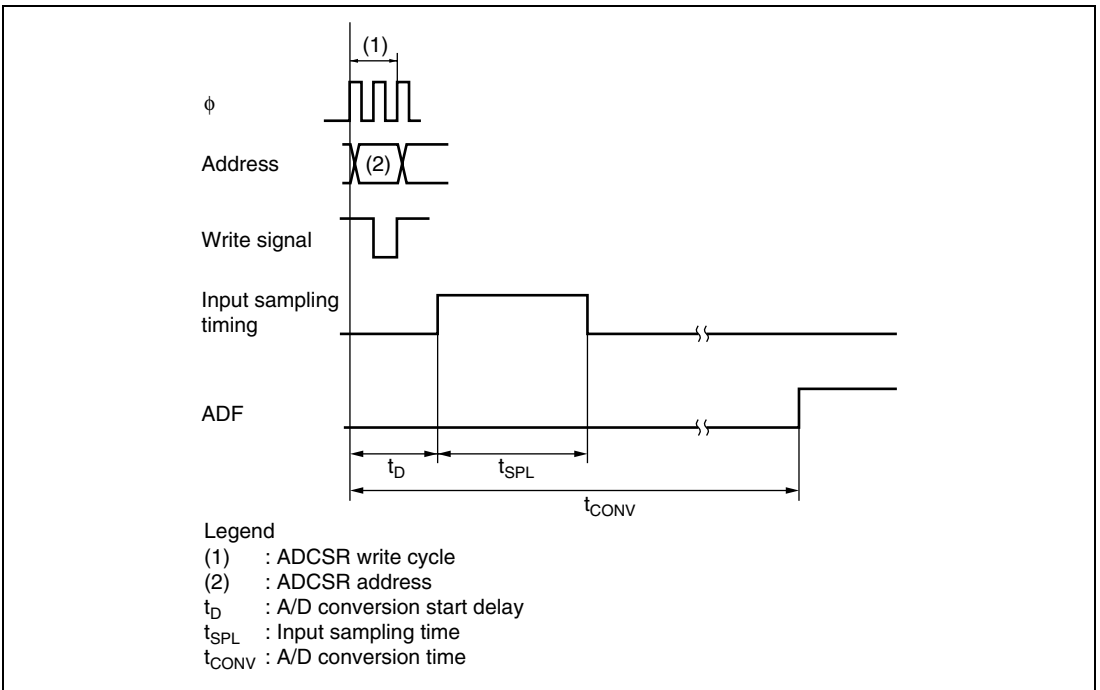 (1)
ϕ
Address
(2)
Write signal
Input sampling
timing
ADF
tD
tSPL
tCONV
Legend
(1) : ADCSR write cycle
(2) : ADCSR address
tD : A/D conversion start delay
tSPL : Input sampling time
tCONV : A/D conversion time